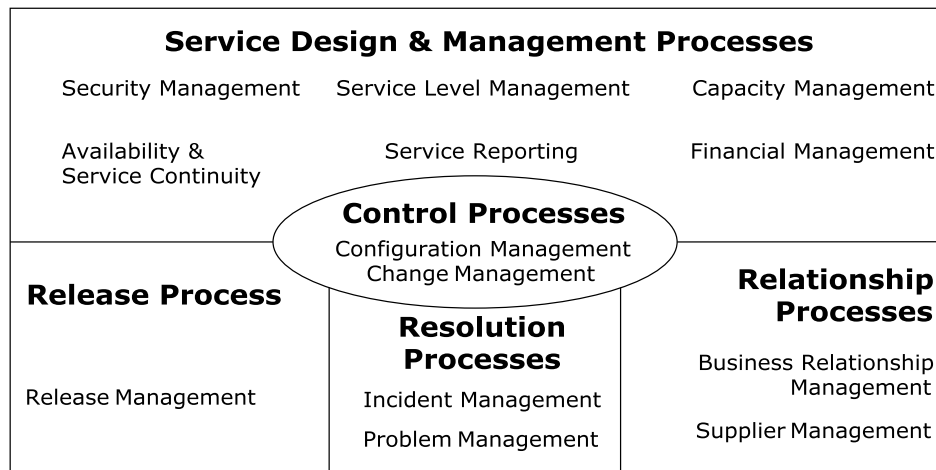 Service Design & Management Processes
Security Management
Service Level Management
Capacity Management
Availability &
Service Continuity
Service Reporting
Financial Management
Control Processes
Configuration Management
Change Management
Release Process
Release Management
Resolution
Processes
Incident Management
Problem Management
Relationship
Processes
Business Relationship
Management
Supplier Management